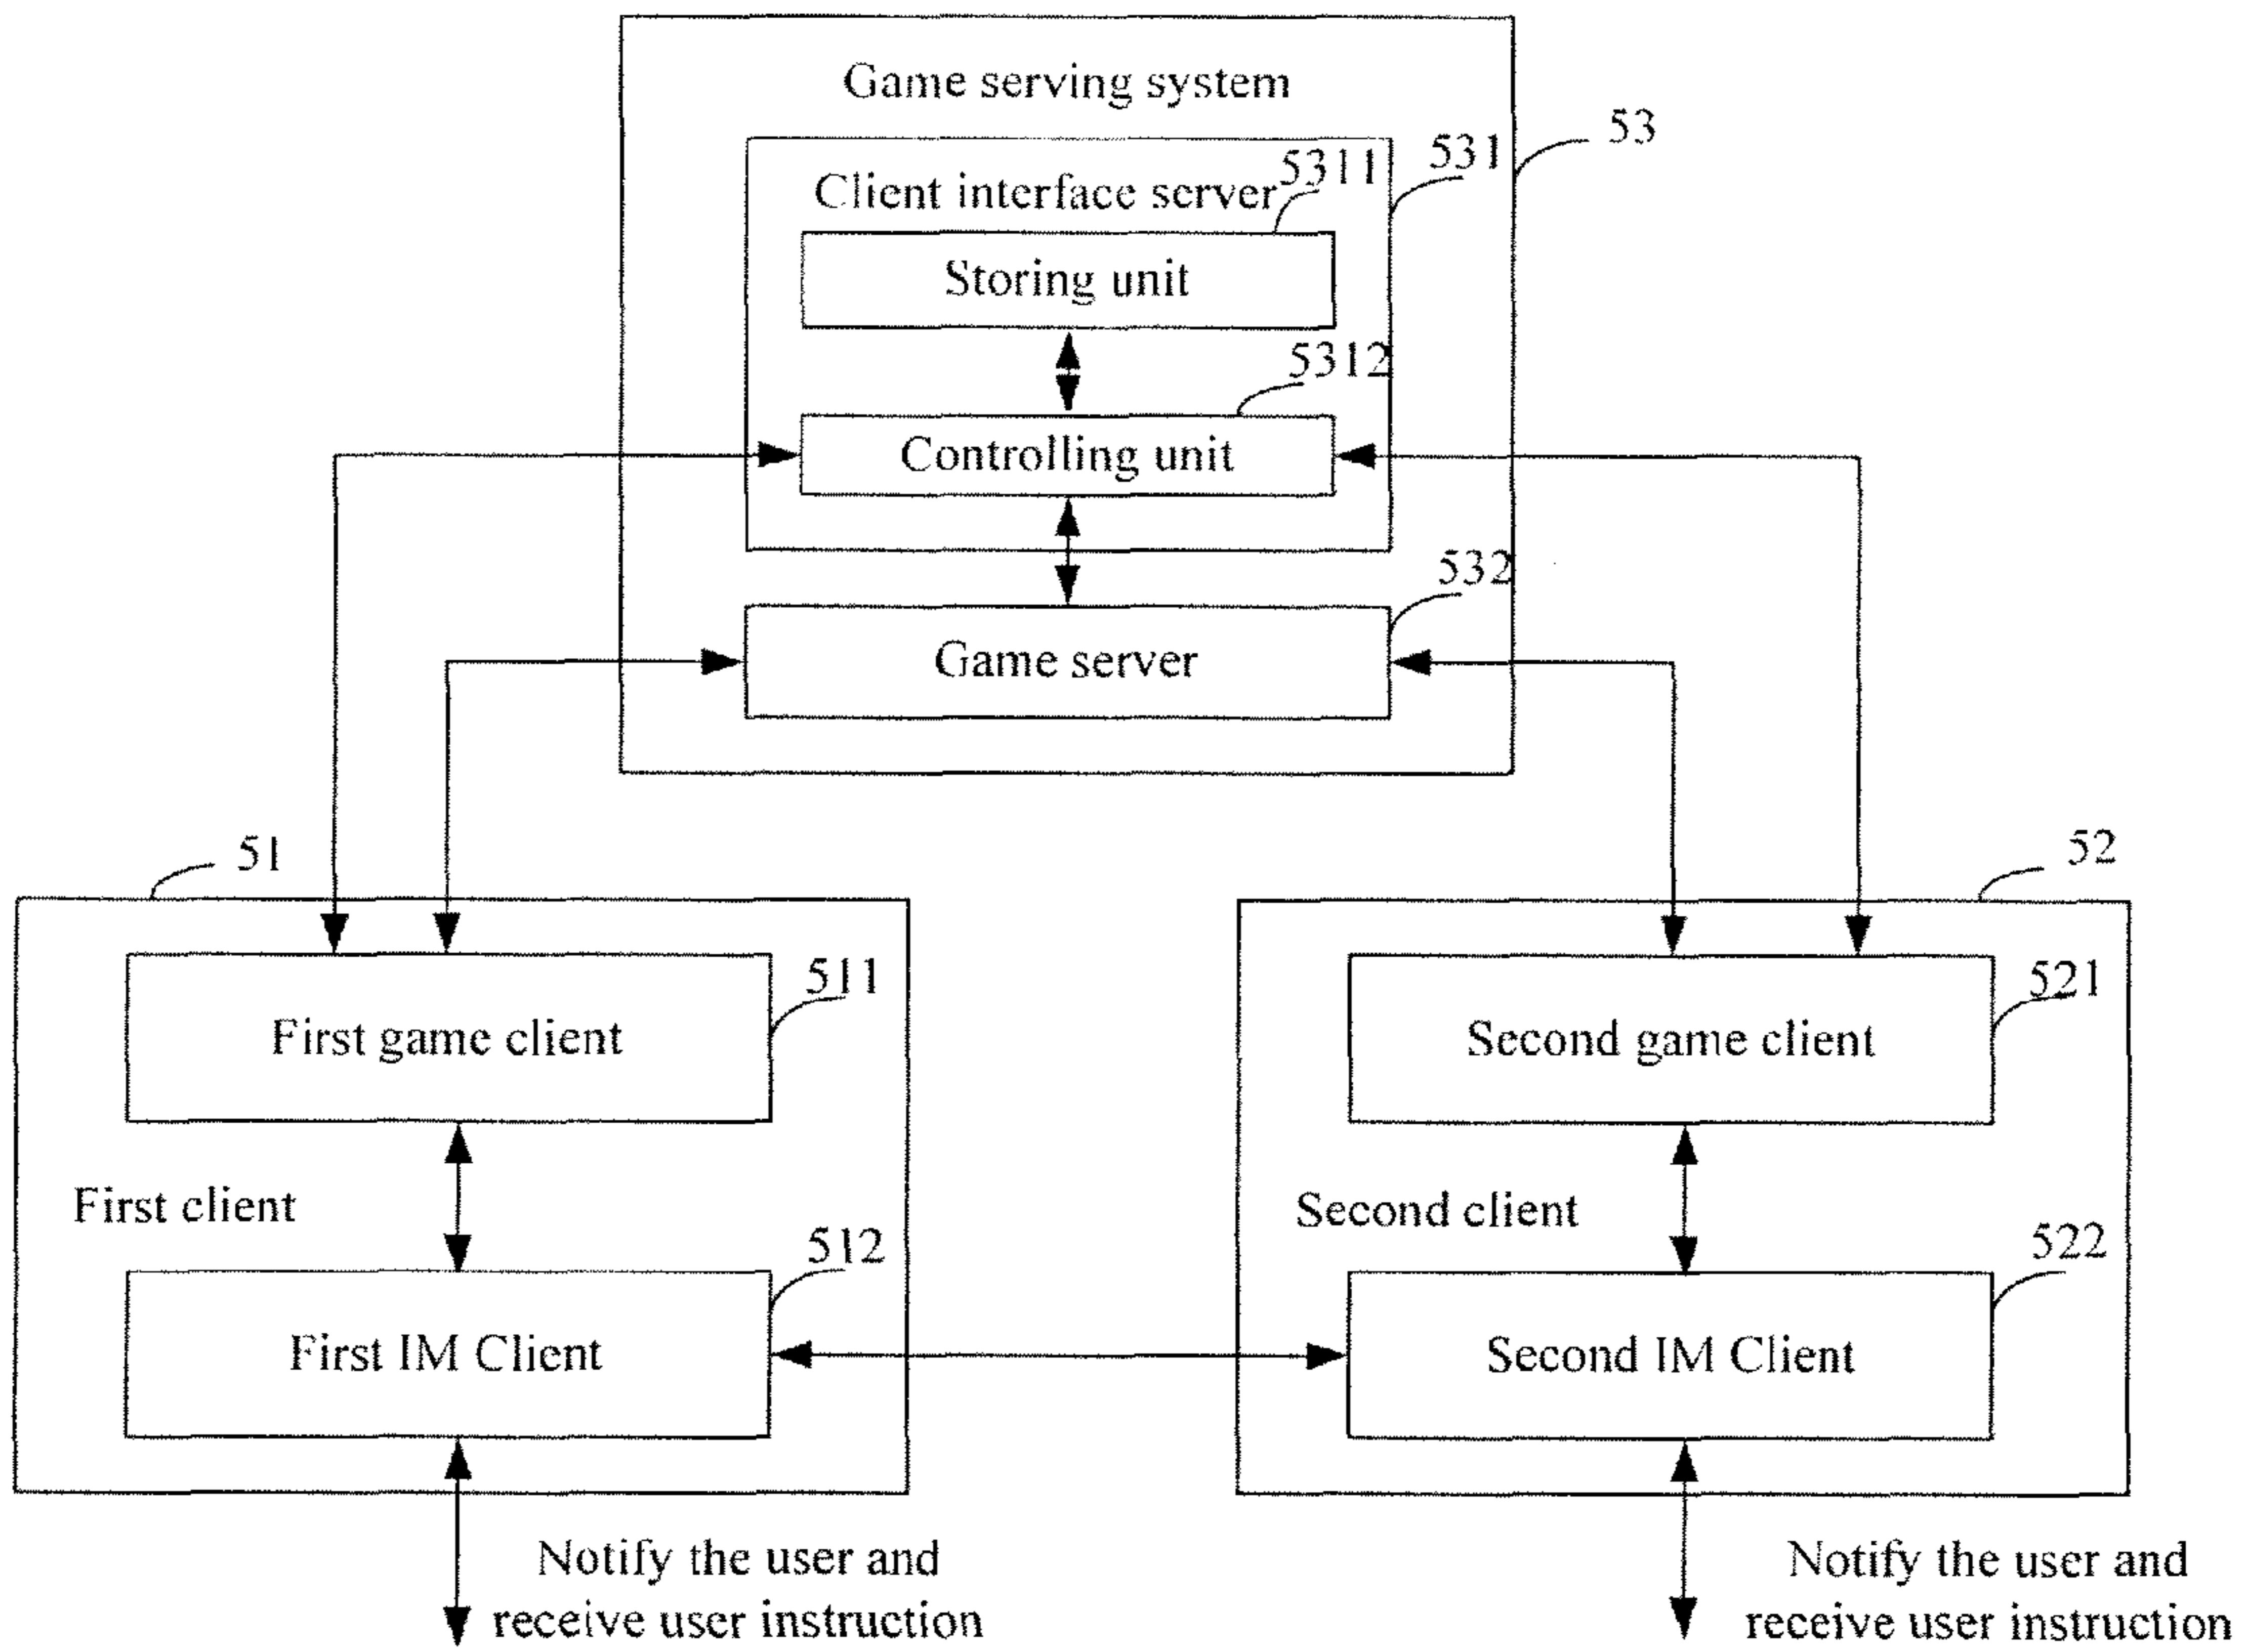 Game serving system
53
531
5311
Client interface server
Storing unit
5312
Controlling unit
532
Game server
51
52
511
First game client
521
Second game client
First client
Second client
512
First IM Client
522
Second IM Client
Notify the user and
receive user instruction
Notify the user and
receive user instruction